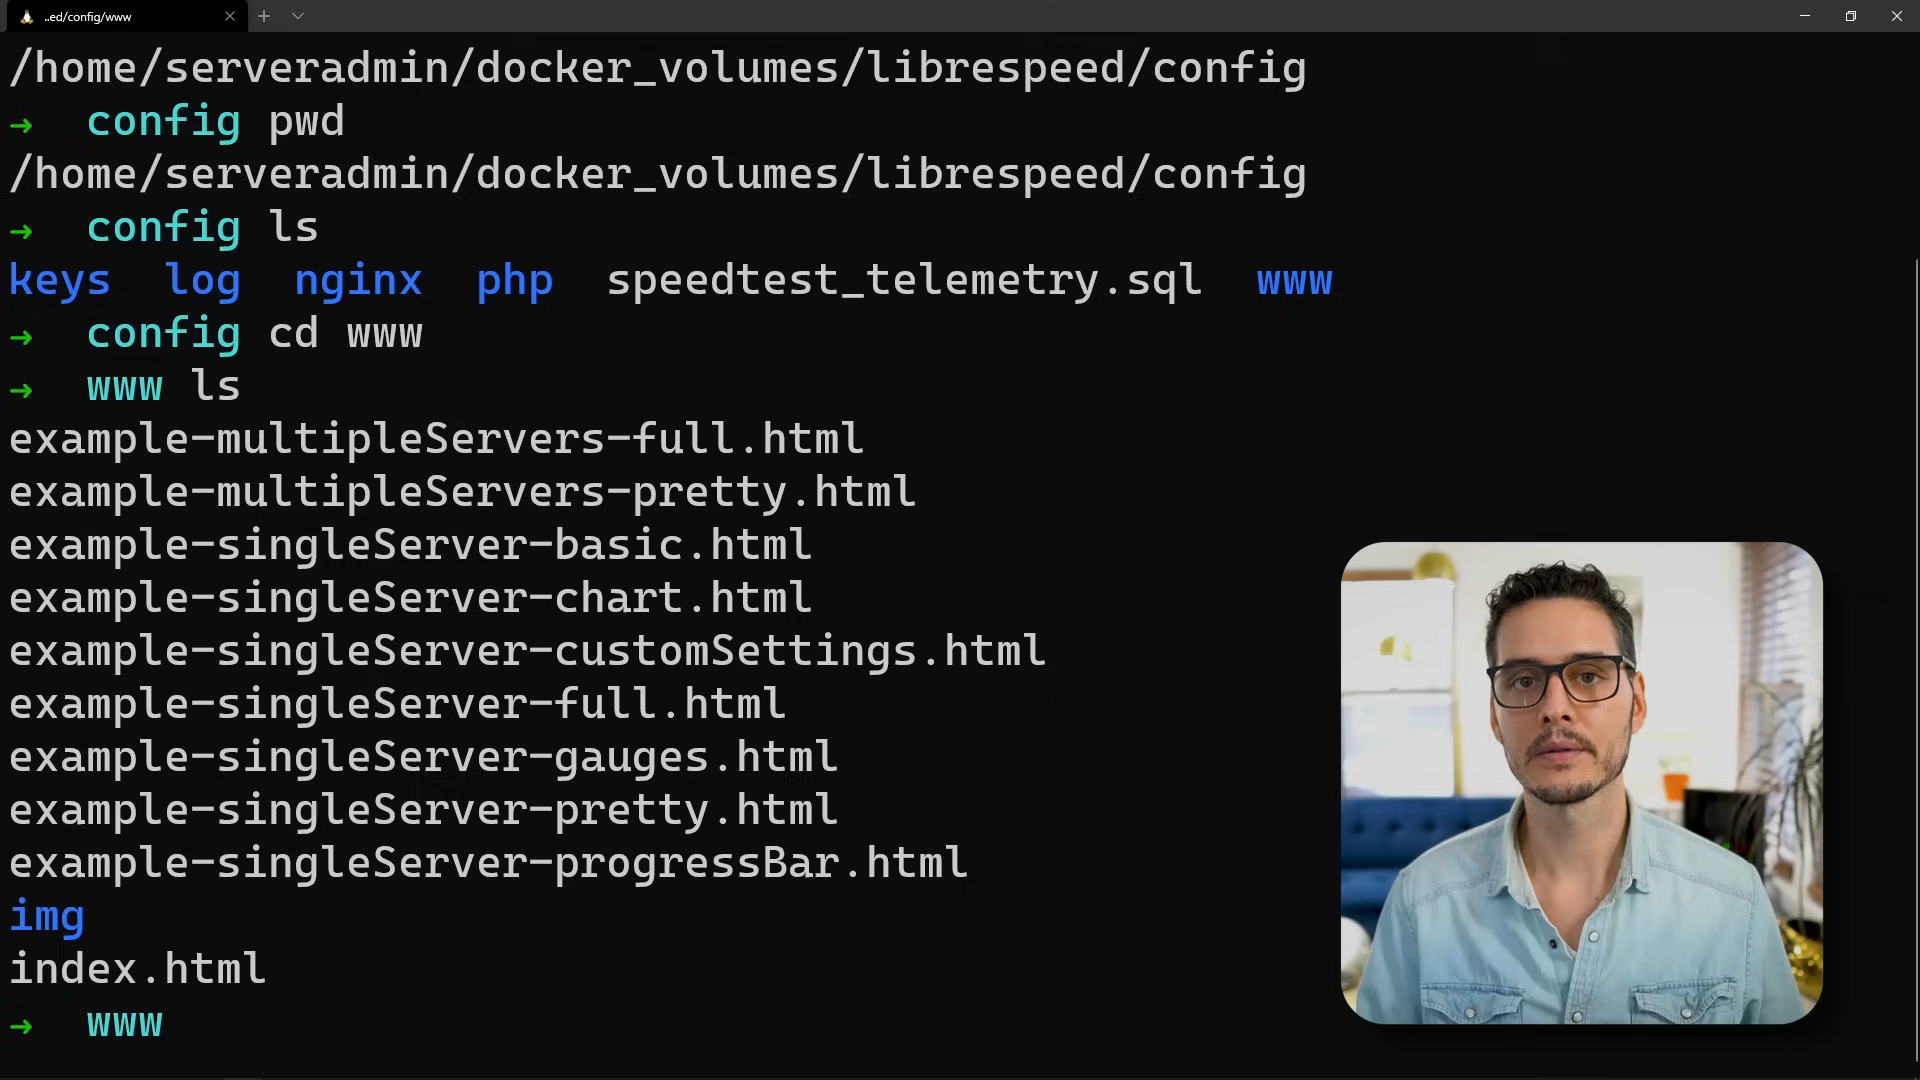 ..ed/config/www
/home/serveradmin/docker_volumes/librespeed/config
→ config pwd
/home/serveradmin/docker_volumes/librespeed/config
→ config ls
keys log nginx php speedtest_telemetry.sql www
→ config cd www
→ www ls
example-multipleServers-full.html
example-multipleServers-pretty.html
example-singleServer-basic.html
example-singleServer-chart.html
example-singleServer-customSettings.html
example-singleServer-full.html
example-singleServer-gauges.html
example-singleServer-pretty.html
example-singleServer-progressBar.html
img
index.html
→ www